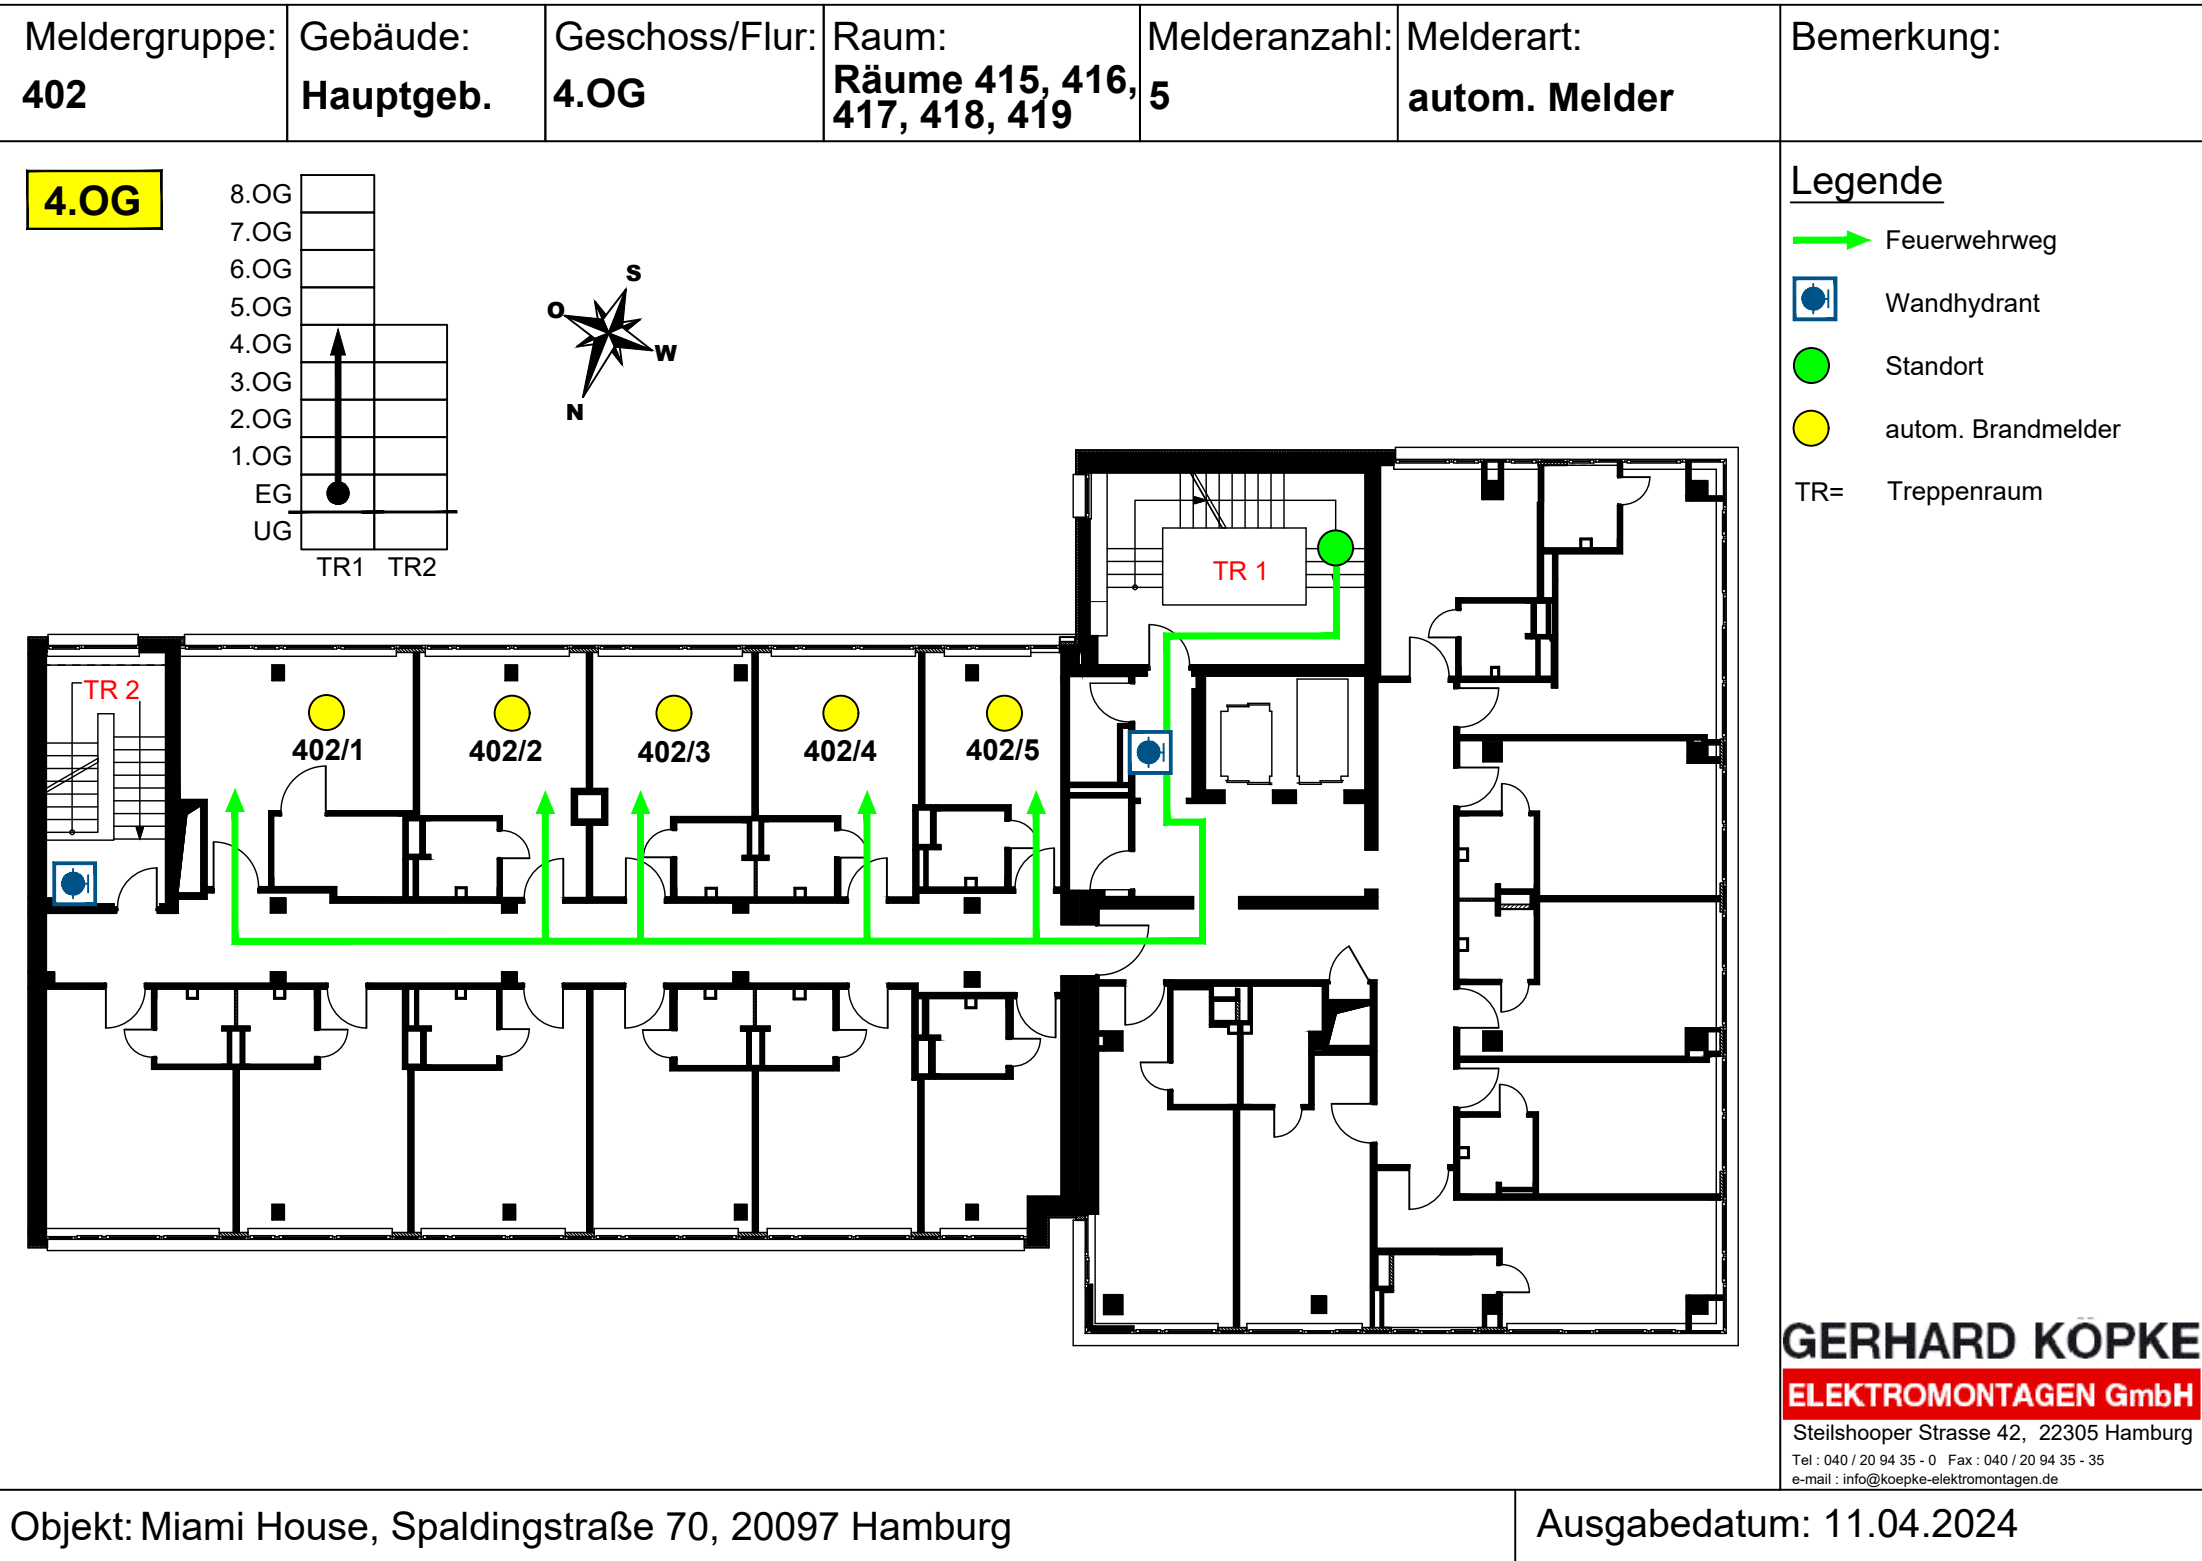 Meldergruppe:
402
Gebäude:
Hauptgeb.
Geschoss/Flur:
4.OG
Raum:
Räume 415, 416,
417, 418, 419
Melderanzahl:
5
Melderart:
autom. Melder
Bemerkung:
4.OG
8.OG
7.OG
6.OG
5.OG
4.OG
3.OG
2.OG
1.OG
EG
UG
TR1 TR2
S
O
W
N
Legende
Feuerwehrweg
Wandhydrant
Standort
autom. Brandmelder
TR= Treppenraum
TR 1
TR 2
402/1
402/2
402/3
402/4
402/5
GERHARD KÖPKE
ELEKTROMONTAGEN GmbH
Steilshooper Strasse 42, 22305 Hamburg
Tel : 040 / 20 94 35 - 0 Fax : 040 / 20 94 35 - 35
e-mail : info@koepke-elektromontagen.de
Objekt: Miami House, Spaldingstraße 70, 20097 Hamburg
Ausgabedatum: 11.04.2024